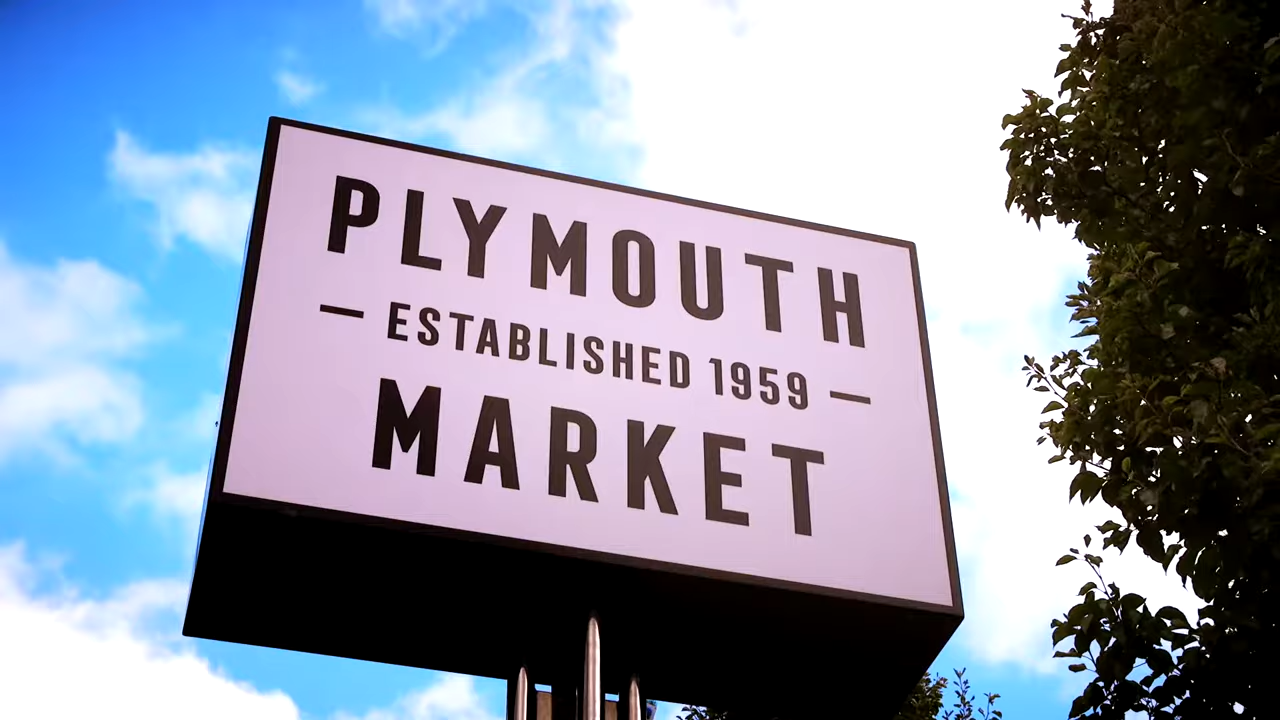 PLYMOUTH
— ESTABLISHED 1959 —
MARKET